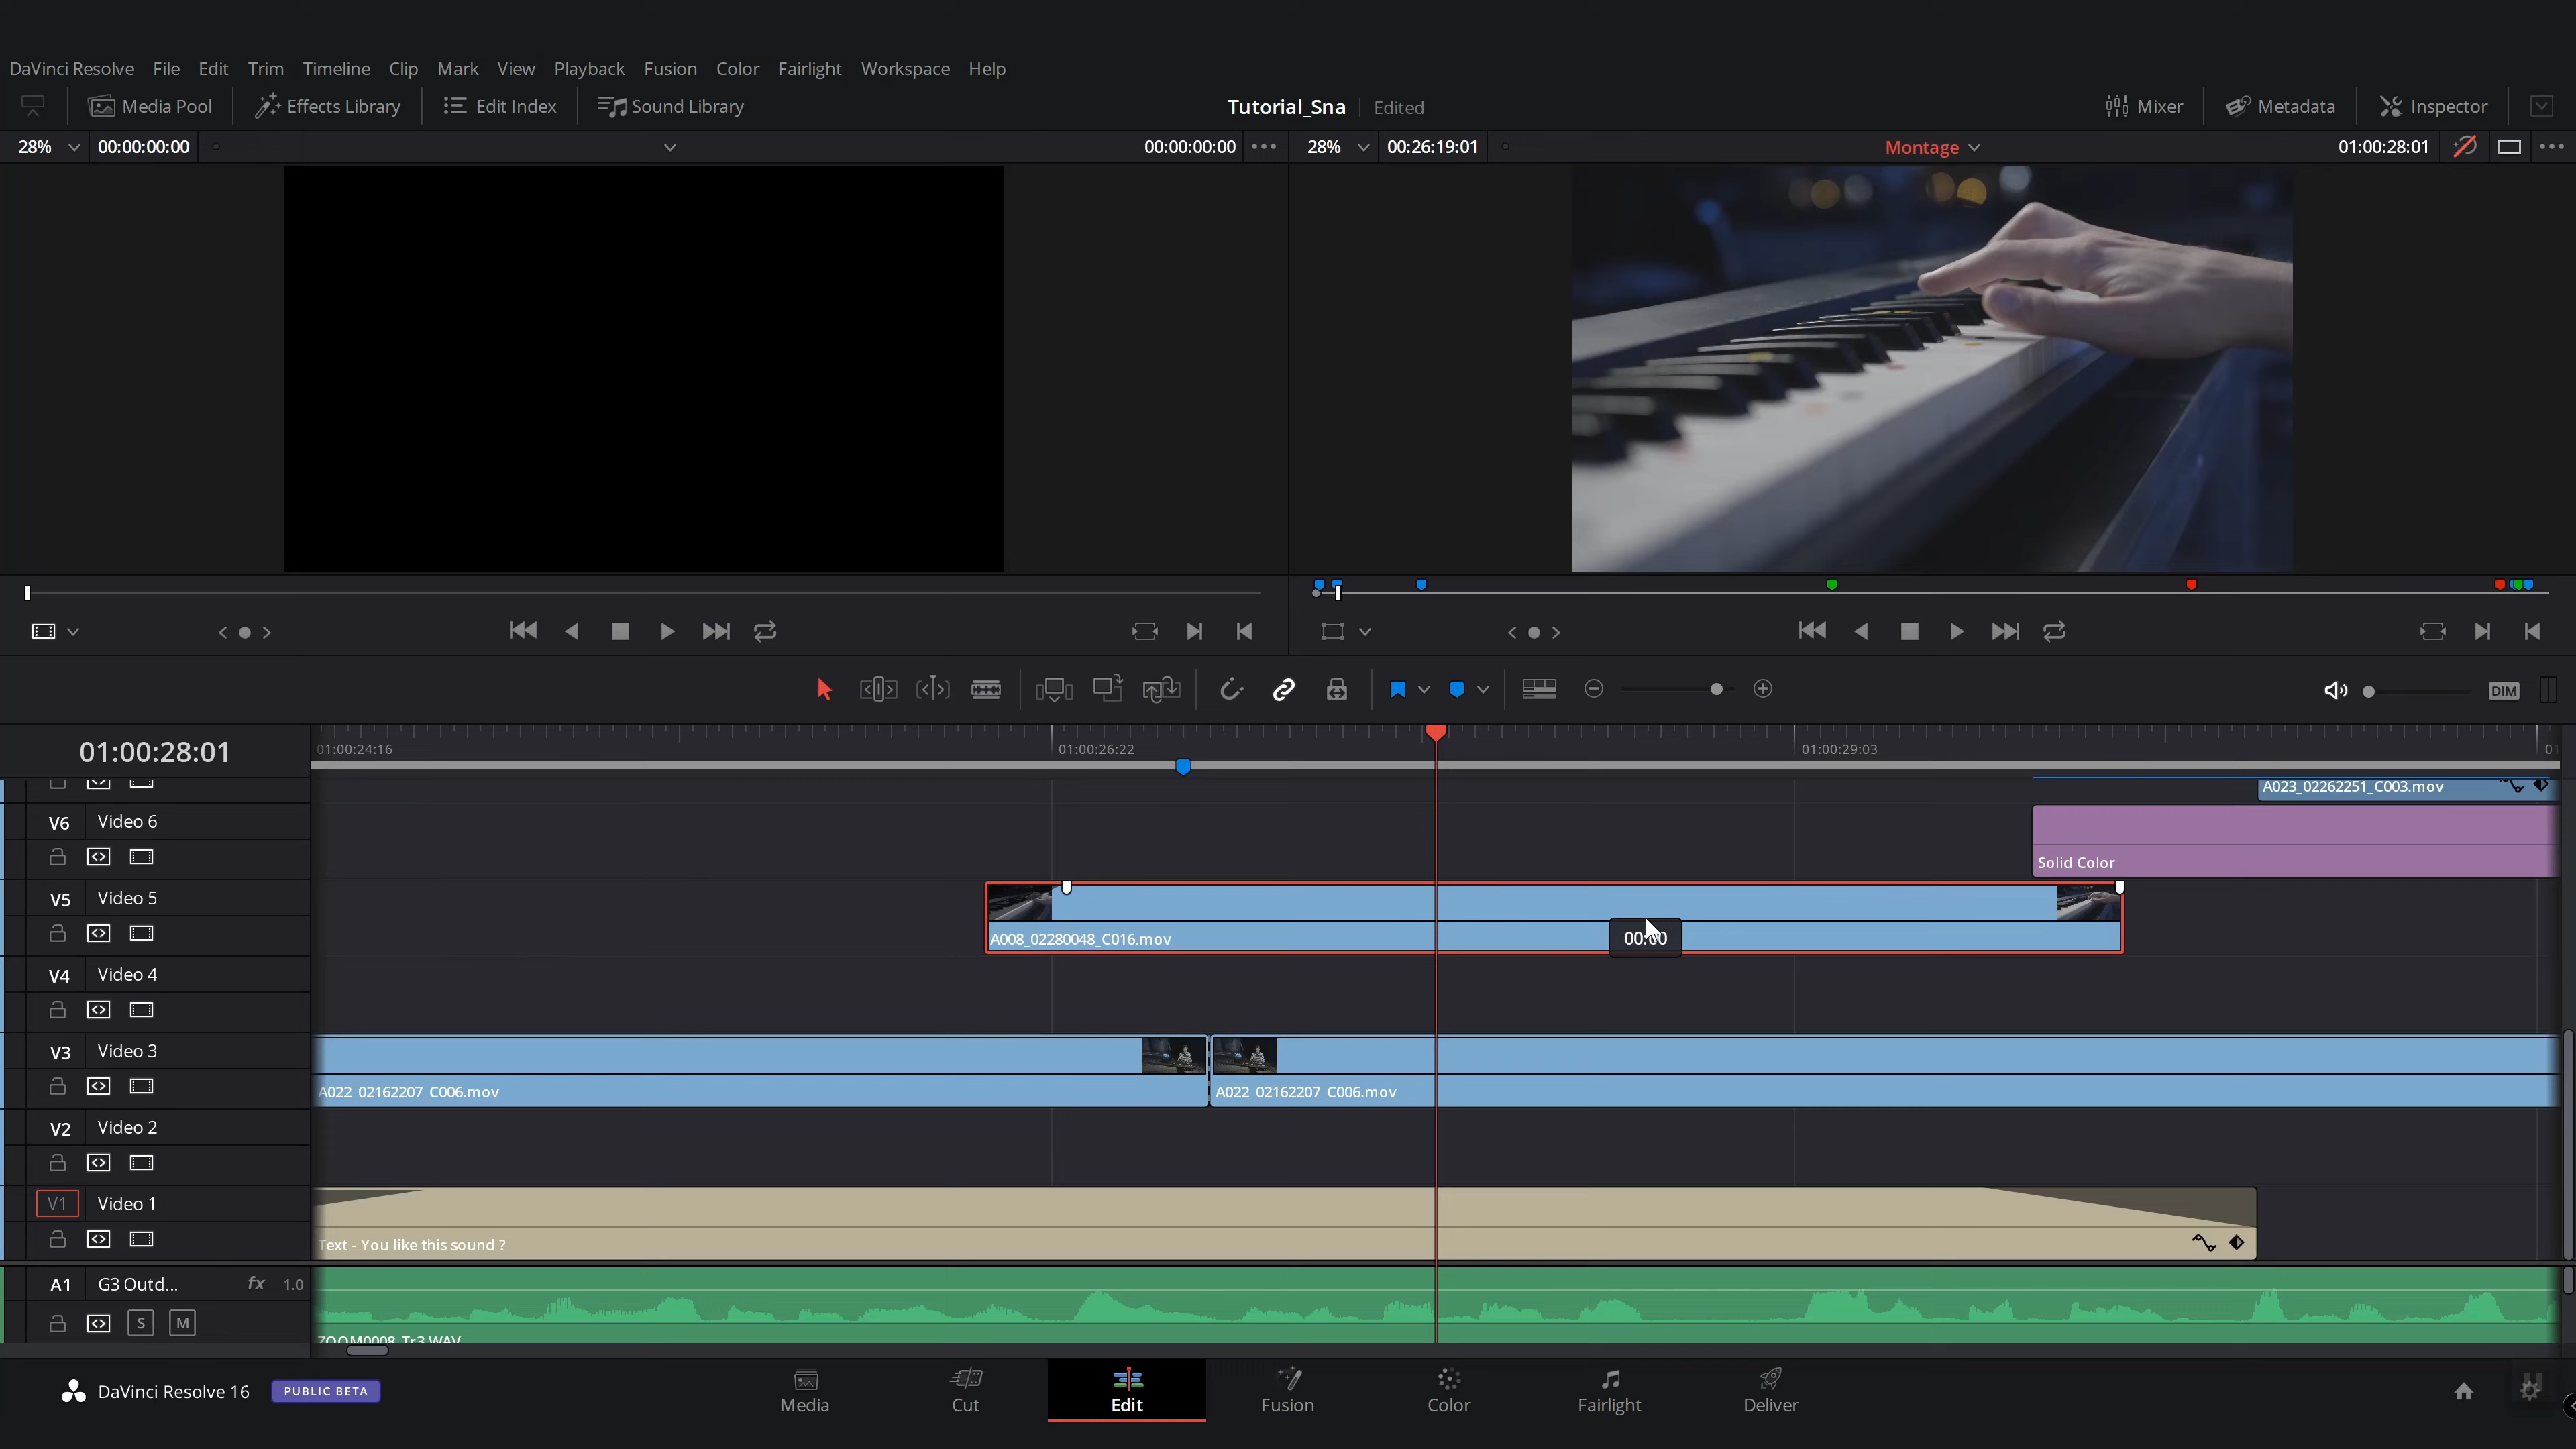 DaVinci Resolve File Edit Trim Timeline Clip Mark View Playback Fusion Color Fairlight Workspace Help
Media Pool Effects Library Edit Index Sound Library Tutorial_Sna Edited Mixer Metadata Inspector
28% 00:00:00:00 00:00:00:00 28% 00:26:19:01 Montage 01:00:28:01
DIM
01:00:28:01 01:00:24:16 01:00:26:22 01:00:29:03 01
A023_02262251_C003.mov
V6 Video 6
Solid Color
V5 Video 5
A008_02280048_C016.mov 00:00
V4 Video 4
V3 Video 3
A022_02162207_C006.mov A022_02162207_C006.mov
V2 Video 2
V1 Video 1
Text - You like this sound ?
A1 G3 Outd... fx 1.0
S M
ZOOM0008_Tr3.WAV
DaVinci Resolve 16 PUBLIC BETA Media Cut Edit Fusion Color Fairlight Deliver